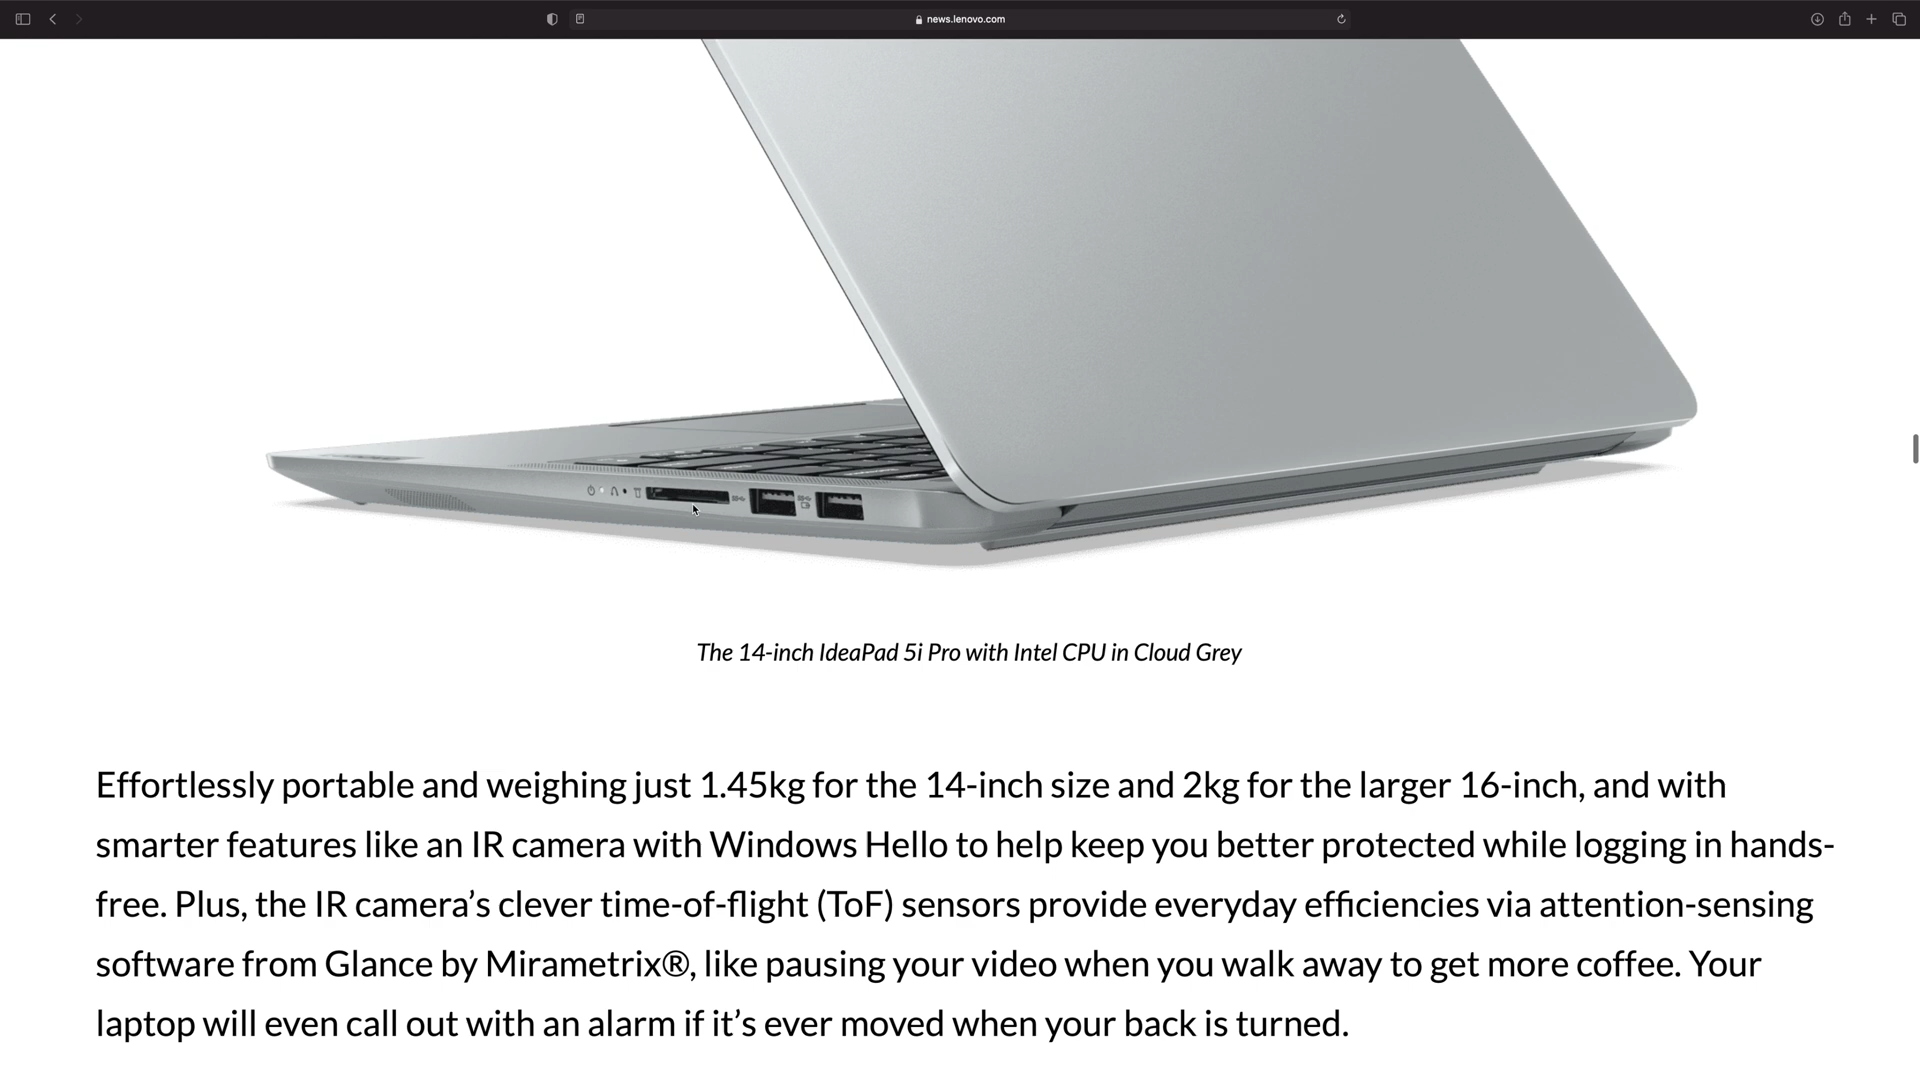 news.lenovo.com
The 14-inch IdeaPad 5i Pro with Intel CPU in Cloud Grey
Effortlessly portable and weighing just 1.45kg for the 14-inch size and 2kg for the larger 16-inch, and with
smarter features like an IR camera with Windows Hello to help keep you better protected while logging in hands-
free. Plus, the IR camera’s clever time-of-flight (ToF) sensors provide everyday efficiencies via attention-sensing
software from Glance by Mirametrix®, like pausing your video when you walk away to get more coffee. Your
laptop will even call out with an alarm if it’s ever moved when your back is turned.